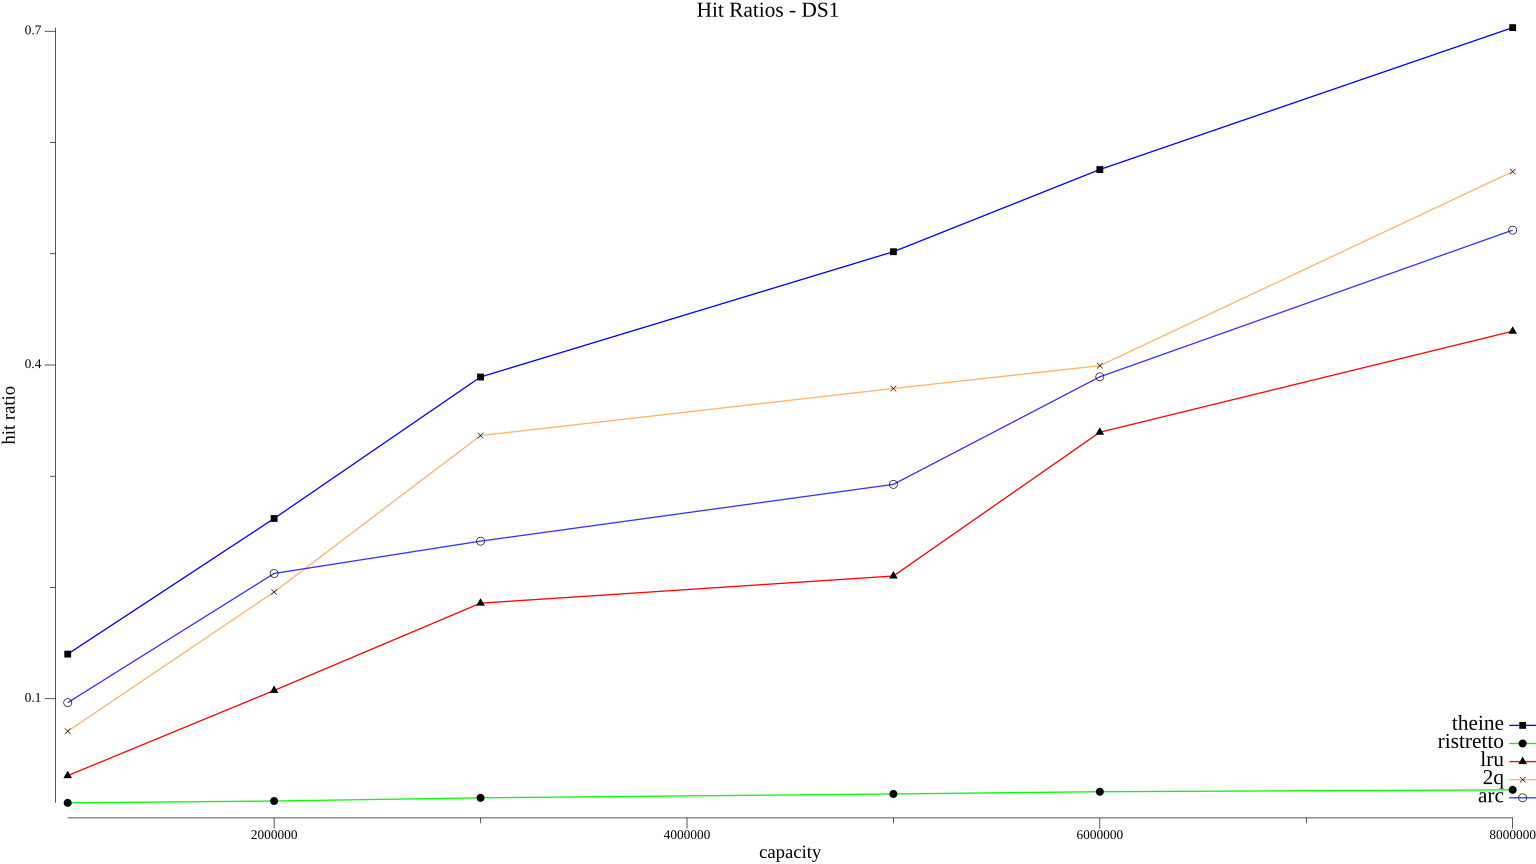 Hit Ratios - DS1
0.7
0.4
0.1
hit ratio
theine
ristretto
lru
2q
arc
2000000
4000000
6000000
8000000
capacity